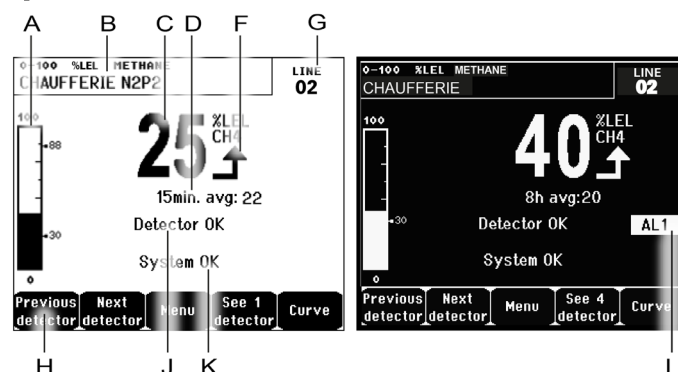 A B C D F G
0-100 %LEL METHANE
CHAUFFERIE N2P2
LINE
02
100
88
30
0
25
%LEL
CH4
15min. avg: 22
Detector OK
System OK
Previous detector
Next detector
Menu
See 1 detector
Curve
H J K
0-100 %LEL METHANE
CHAUFFERIE
LINE
02
100
30
0
40
%LEL
CH4
8h avg:20
Detector OK
AL1
System OK
Previous detector
Next detector
Menu
See 4 detector
Curve